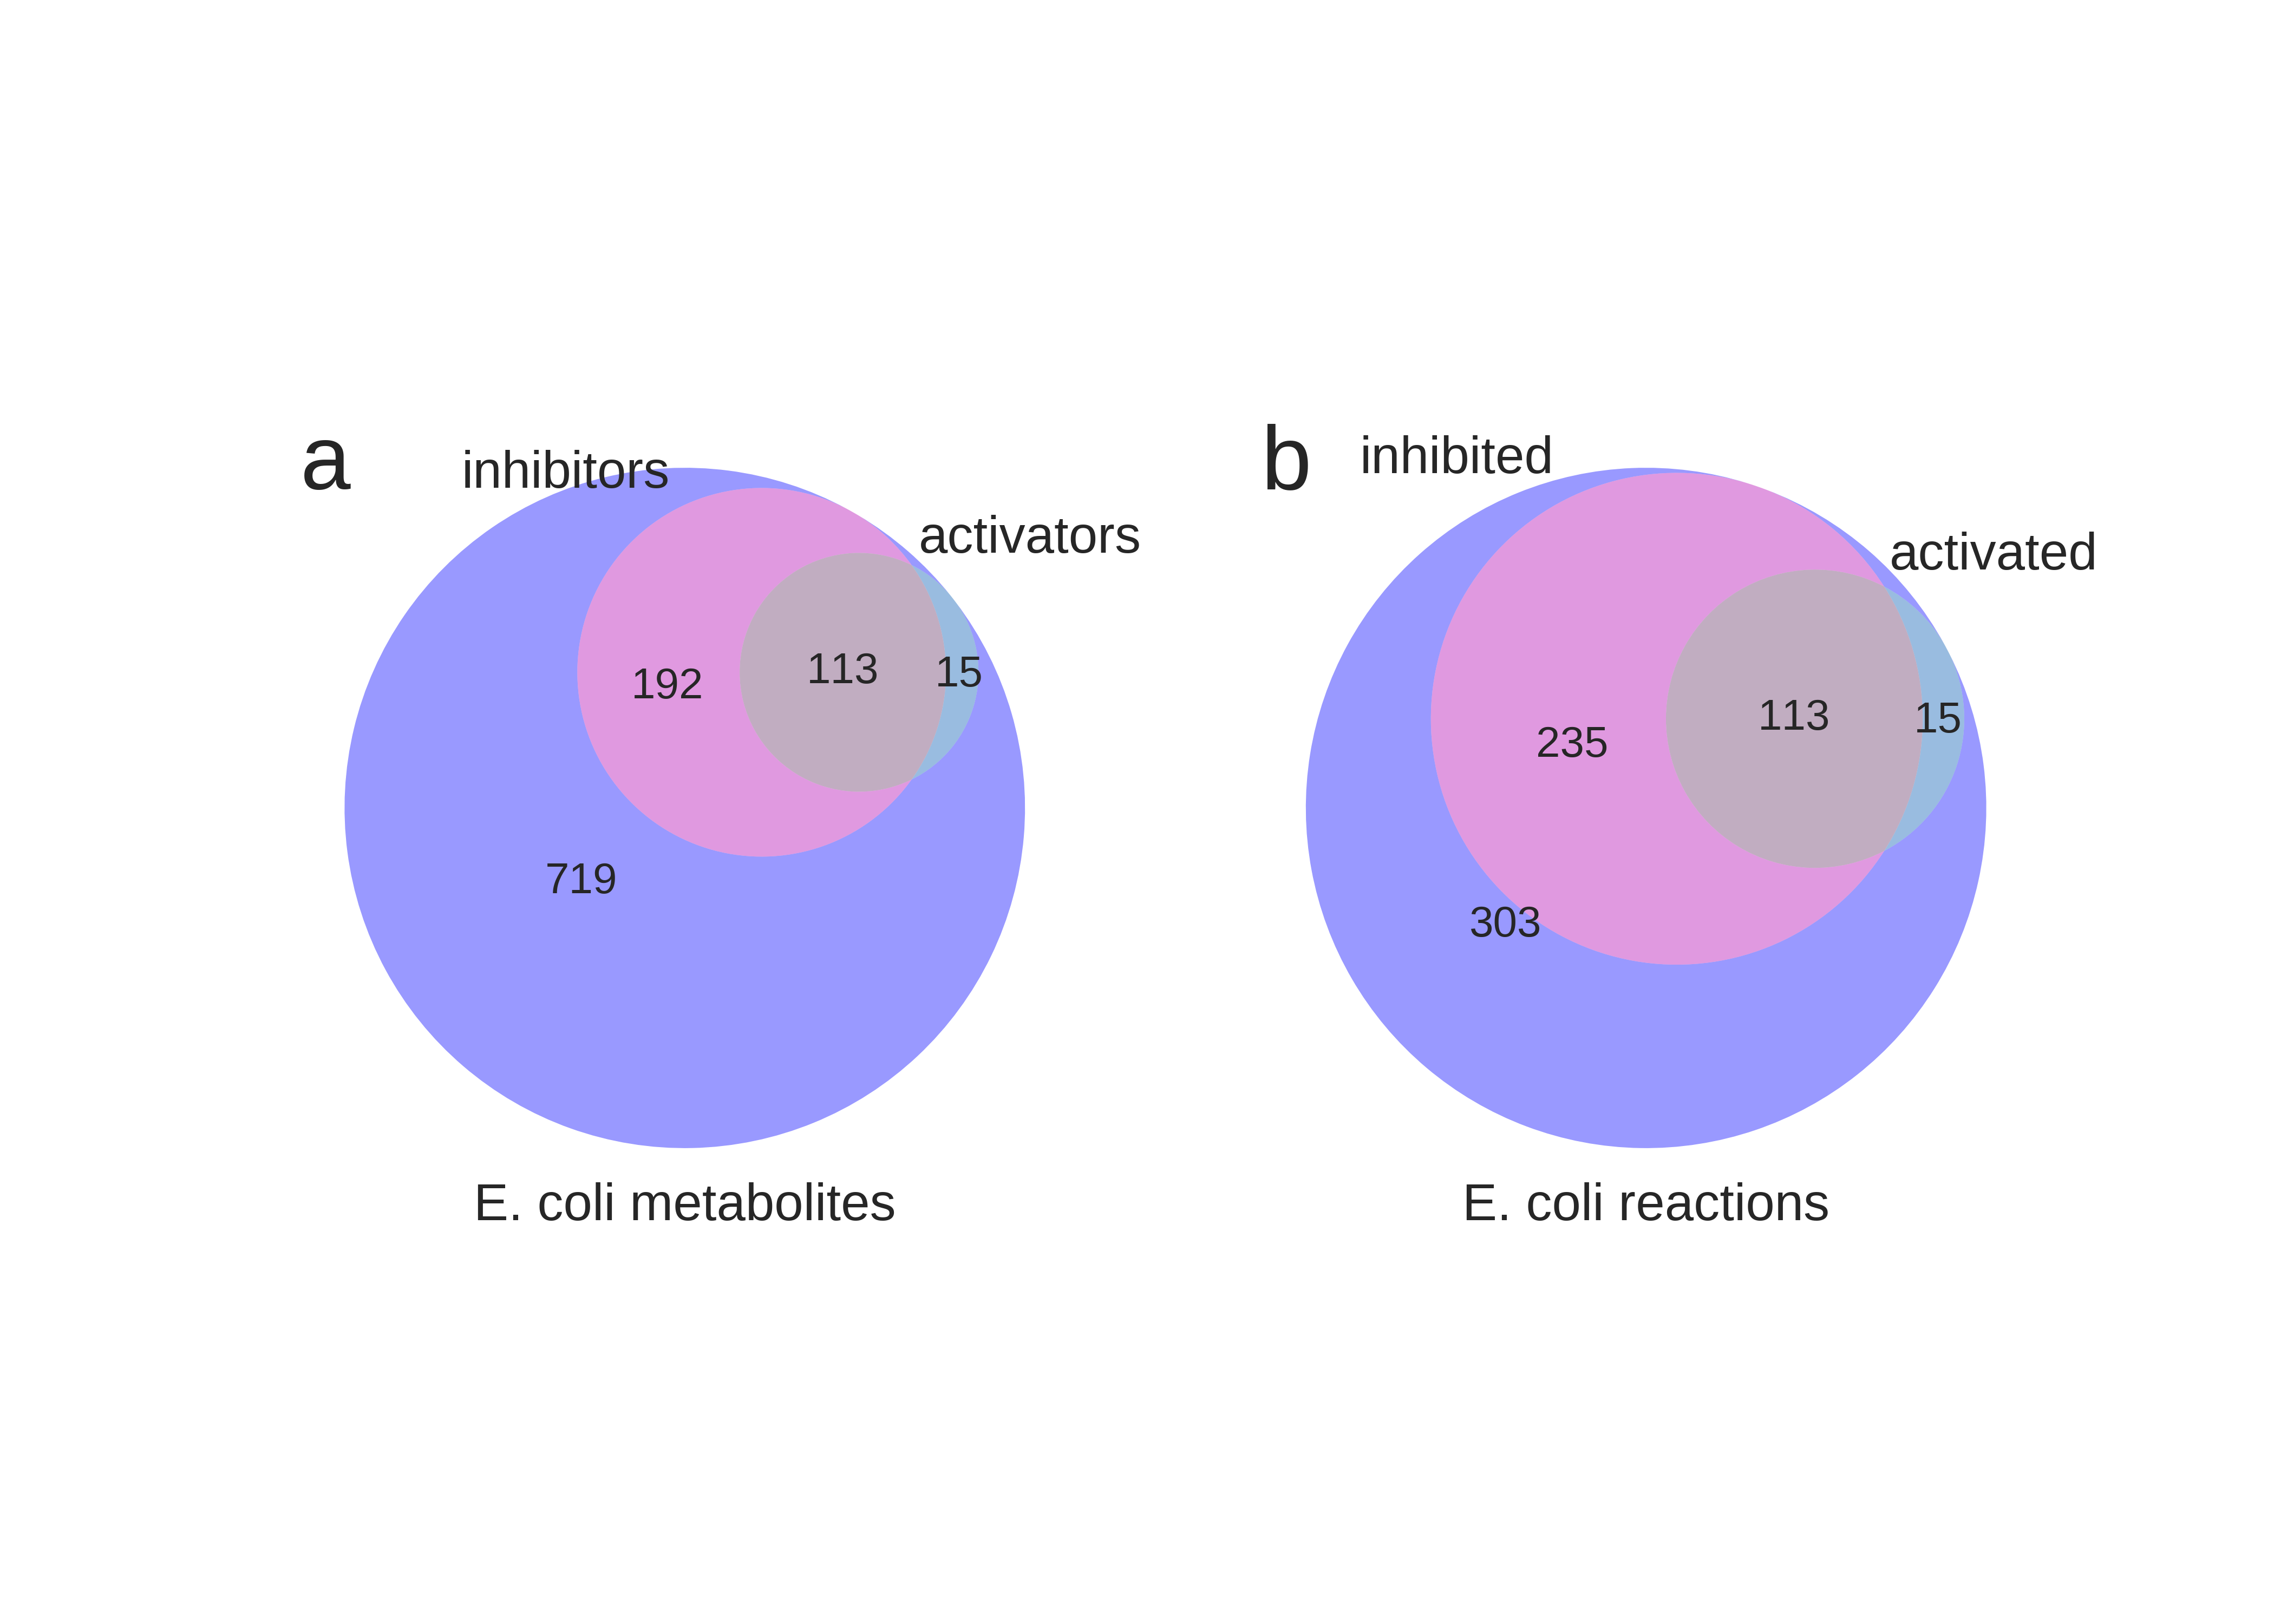 a
inhibitors
activators
192
113
15
719
E. coli metabolites
b
inhibited
activated
235
113
15
303
E. coli reactions